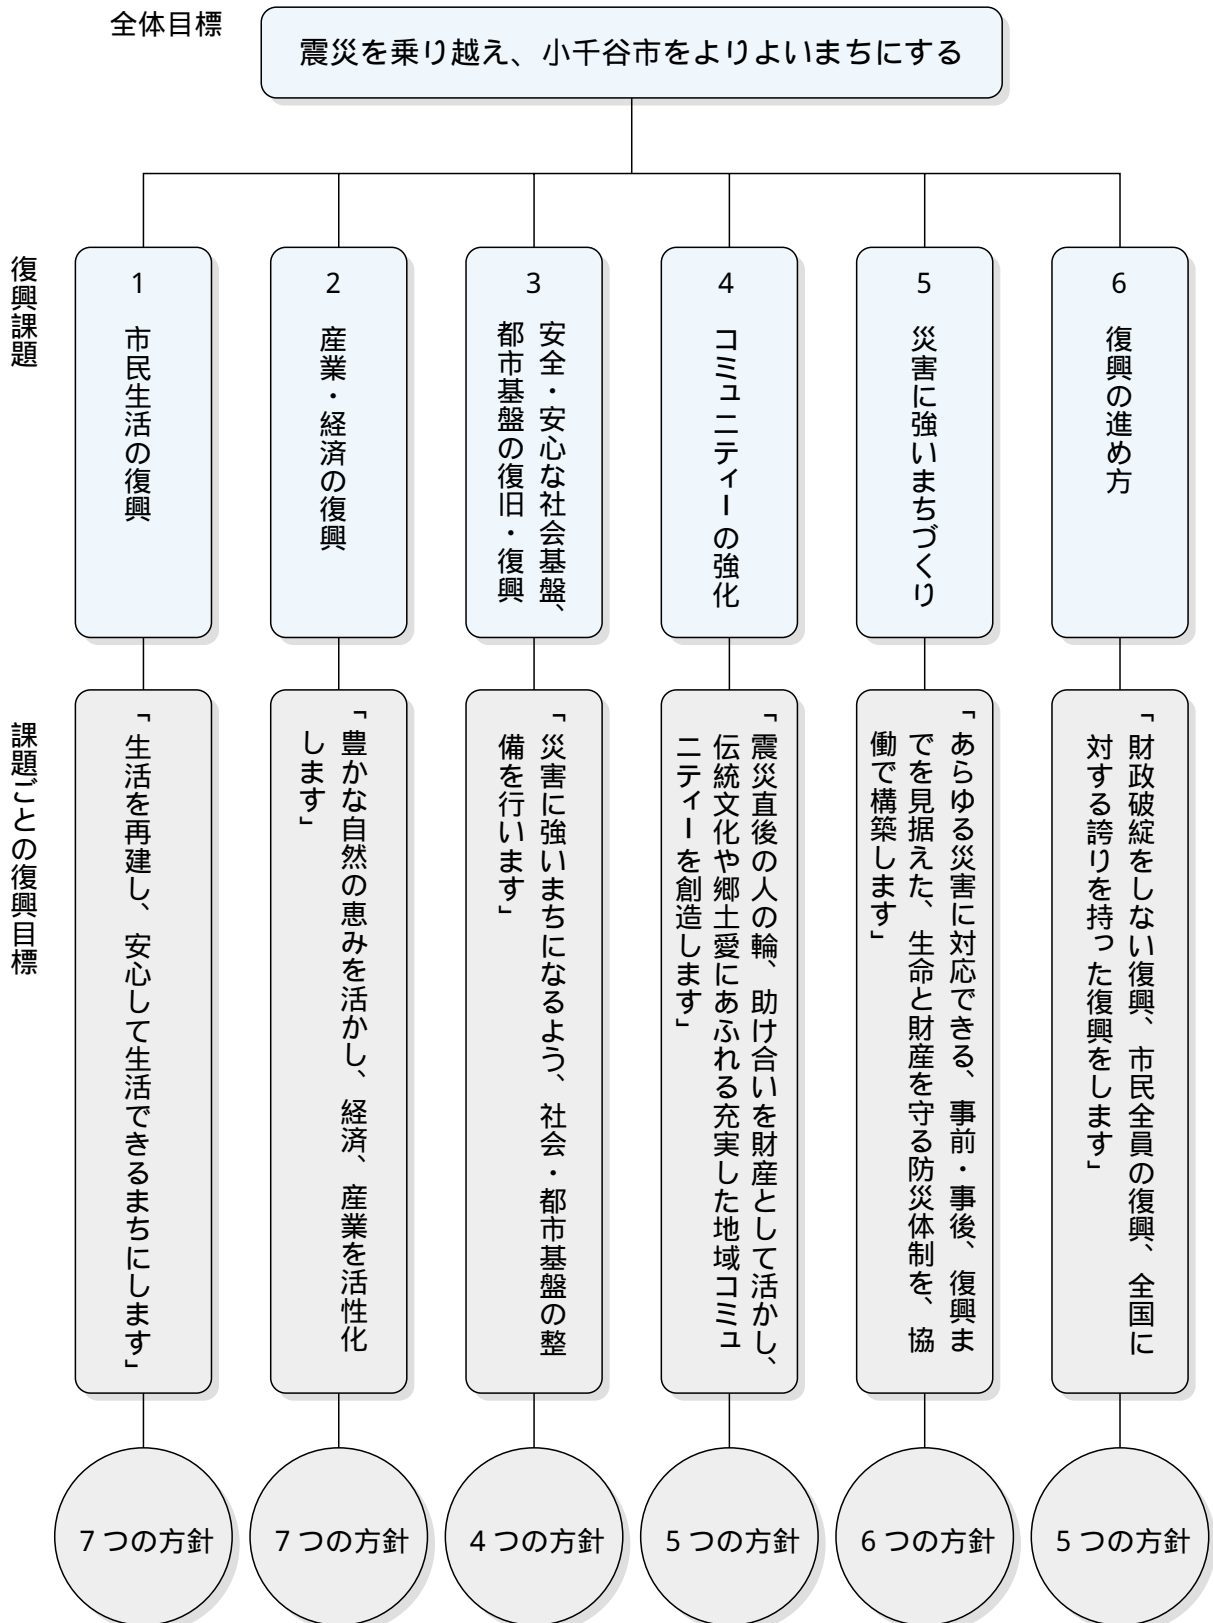 全体目標
震災を乗り越え、小千谷市をよりよいまちにする
復興課題
1
市民生活の復興
2
産業・経済の復興
3
安全・安心な社会基盤、
都市基盤の復旧・復興
4
コミュニティーの強化
5
災害に強いまちづくり
6
復興の進め方
課題ごとの復興目標
「生活を再建し、安心して生活できるまちにします」
「豊かな自然の恵みを活かし、経済、産業を活性化
します」
「災害に強いまちになるよう、社会・都市基盤の整
備を行います」
「震災直後の人の輪、助け合いを財産として活かし、
伝統文化や郷土愛にあふれる充実した地域コミュ
ニティーを創造します」
「あらゆる災害に対応できる、事前・事後、復興ま
でを見据えた、生命と財産を守る防災体制を、協
働で構築します」
「財政破綻をしない復興、市民全員の復興、全国に
対する誇りを持った復興をします」
7つの方針
7つの方針
4つの方針
5つの方針
6つの方針
5つの方針